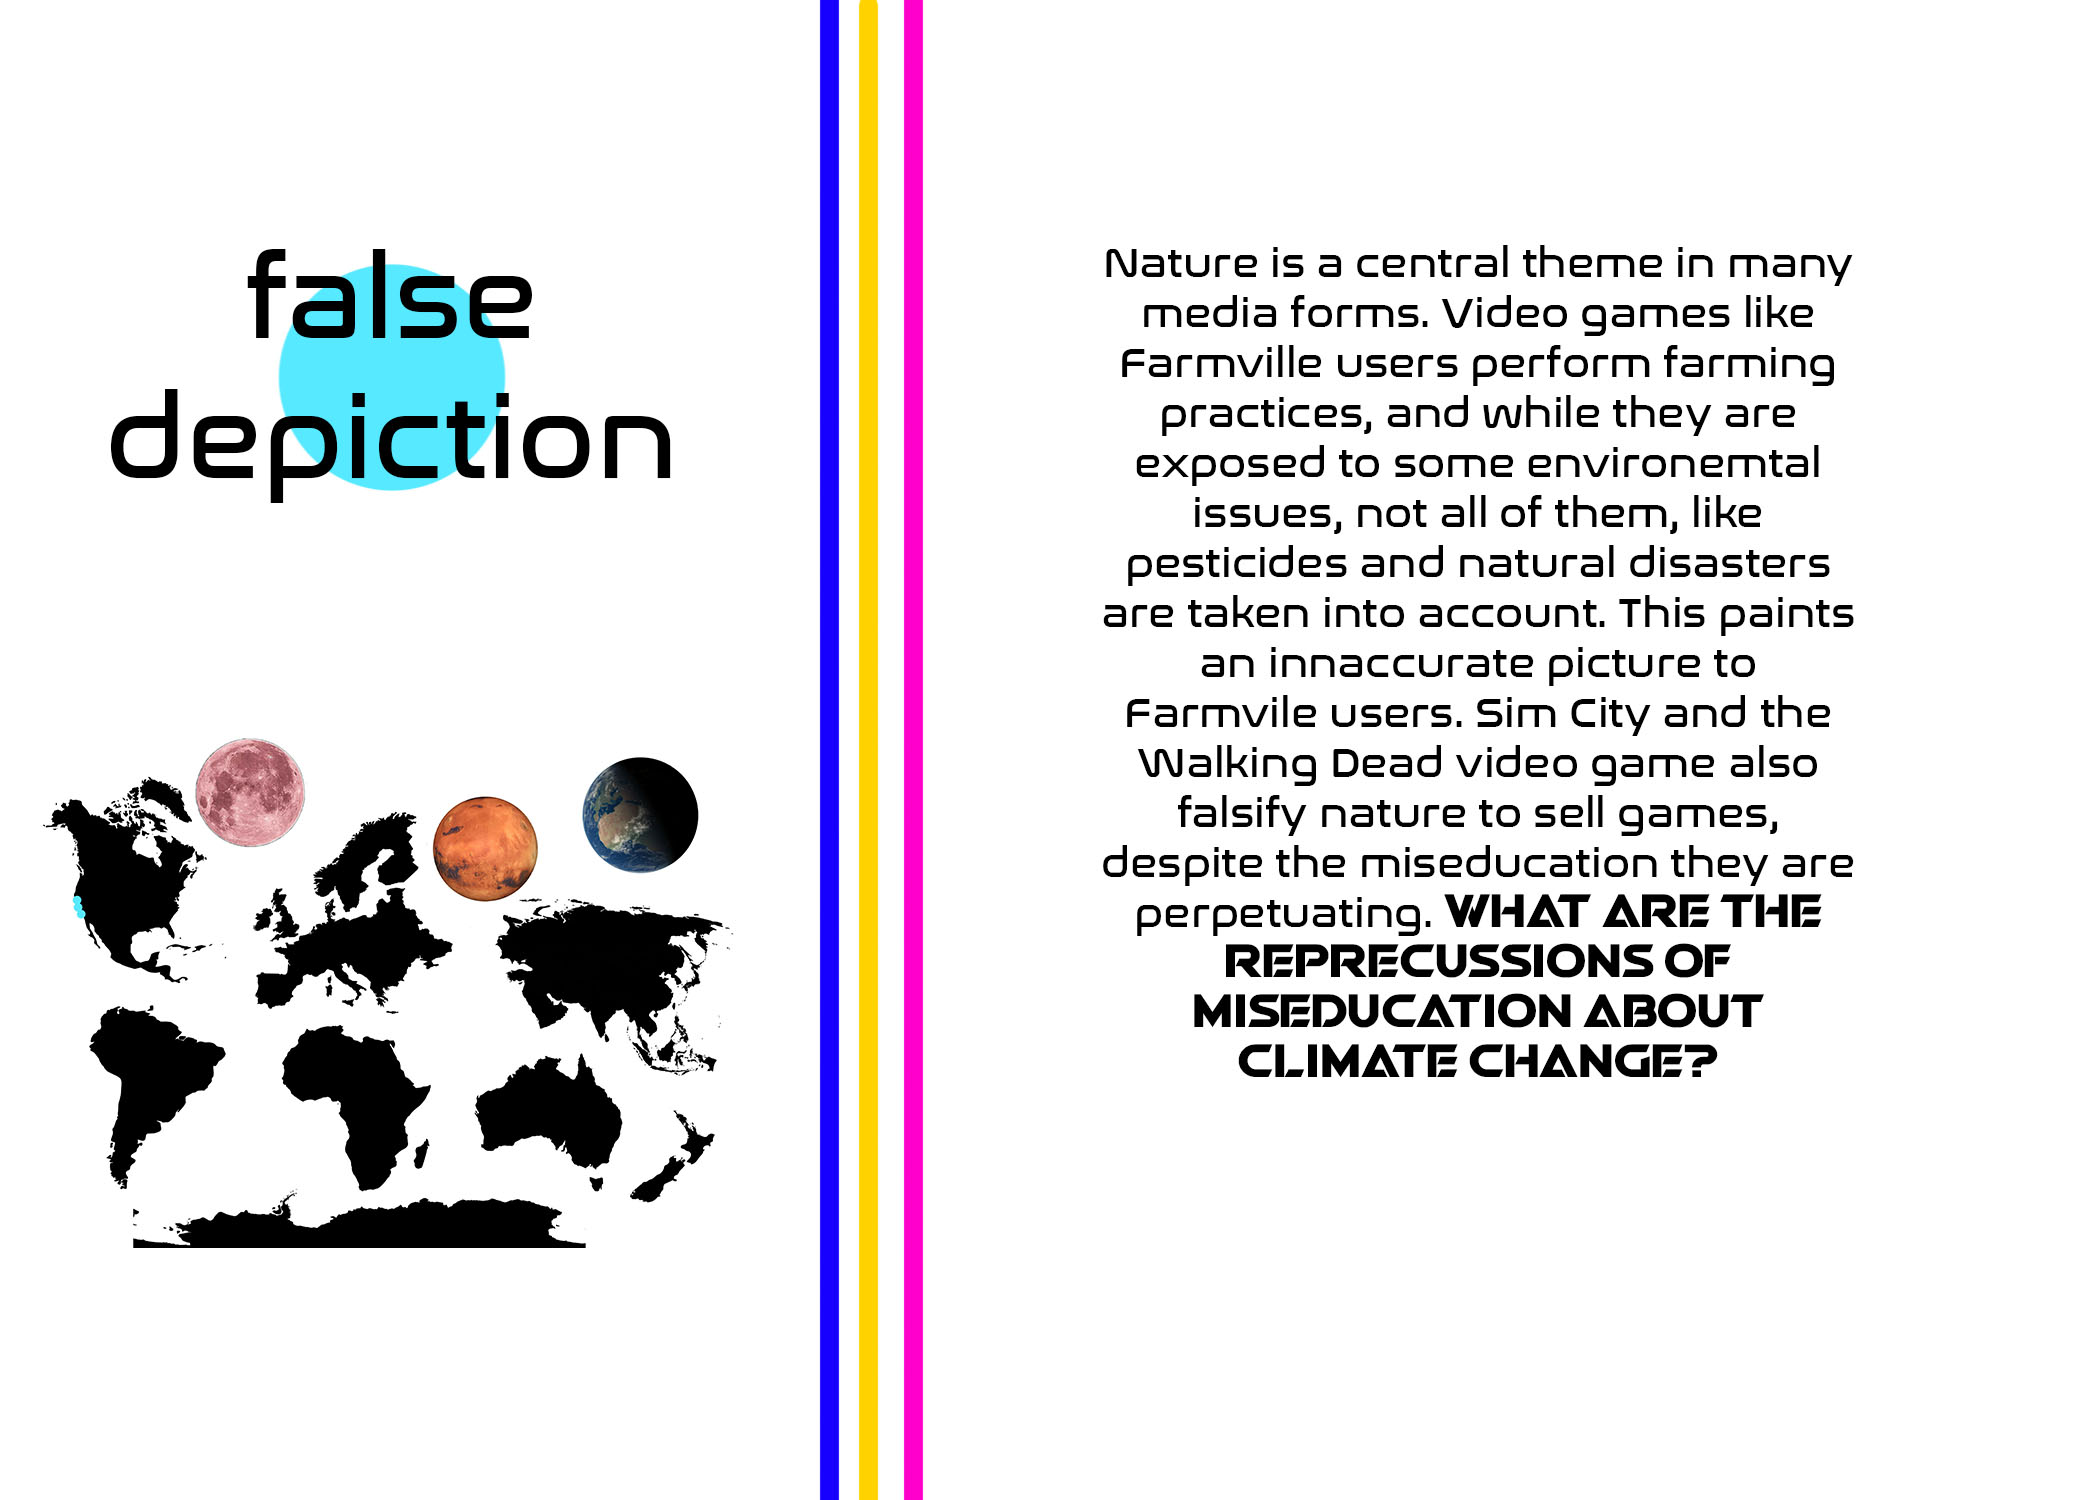 false
depiction
Nature is a central theme in many
media forms. Video games like
Farmville users perform farming
practices, and while they are
exposed to some environemtal
issues, not all of them, like
pesticides and natural disasters
are taken into account. This paints
an innaccurate picture to
Farmvile users. Sim City and the
Walking Dead video game also
falsify nature to sell games,
despite the miseducation they are
perpetuating. WHAT ARE THE
REPRECUSSIONS OF
MISEDUCATION ABOUT
CLIMATE CHANGE?